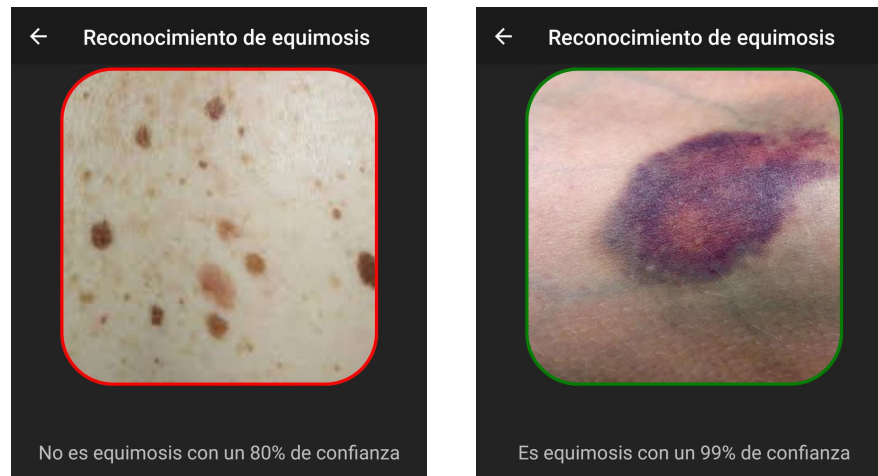 Reconocimiento de equimosis
No es equimosis con un 80% de confianza
Reconocimiento de equimosis
Es equimosis con un 99% de confianza